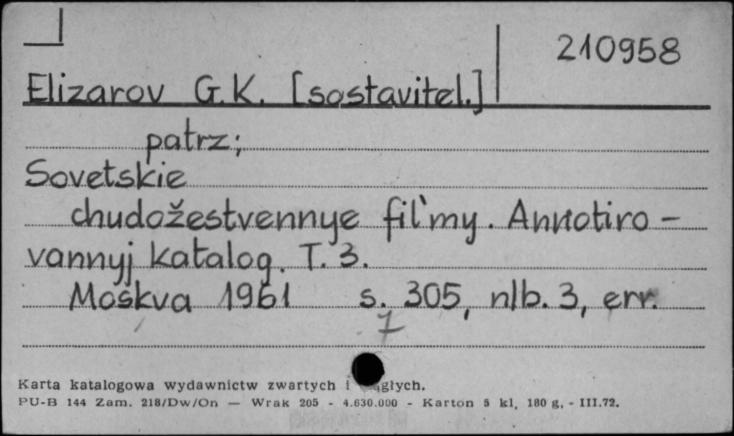 210958
Elizarov G.K. [sostavitel.]
patrz;
Sovetskie
chudožestvennye fil'my. Annotiro-
vannyj katalog. T. 3.
Moskva 1961 s. 305, nlb. 3, err.
7
Karta katalogowa wydawnictw zwartych i
PU-B 144 Zam. 218/Dw/On — Wrak 205 - 4.630.000 - Karton 5 kl, 180 g, - III.72.